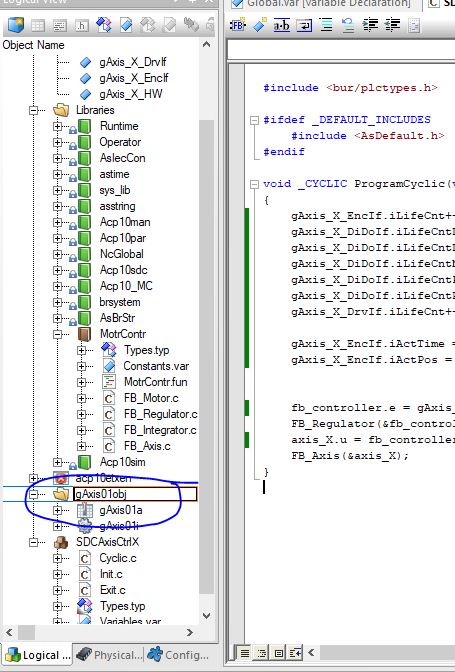 Logical View
Object Name
gAxis_X_DrvIf
gAxis_X_EncIf
gAxis_X_HW
Libraries
Runtime
Operator
AsIecCon
astime
sys_lib
asstring
Acp10man
Acp10par
NcGlobal
Acp10sdc
Acp10_MC
brsystem
AsBrStr
MotrContr
Types.typ
Constants.var
MotrContr.fun
FB_Motor.c
FB_Regulator.c
FB_Integrator.c
FB_Axis.c
Acp10sim
acp10etxen
gAxis01obj
gAxis01a
gAxis01i
SDCAxisCtrlX
Cyclic.c
Init.c
Exit.c
Types.typ
Variables.var
Logical ...
Physical...
Config...
Global.var [Variable Declaration]
#include <bur/plctypes.h>
#ifdef _DEFAULT_INCLUDES
#include <AsDefault.h>
#endif
void _CYCLIC ProgramCyclic(v
{
gAxis_X_EncIf.iLifeCnt++
gAxis_X_DiDoIf.iLifeCnt
gAxis_X_DiDoIf.iLifeCnt
gAxis_X_DiDoIf.iLifeCnt
gAxis_X_DiDoIf.iLifeCnt
gAxis_X_DiDoIf.iLifeCnt
gAxis_X_DrvIf.iLifeCnt++
gAxis_X_EncIf.iActTime =
gAxis_X_EncIf.iActPos =
fb_controller.e = gAxis_
FB_Regulator(&fb_control
axis_X.u = fb_controller
FB_Axis(&axis_X);
}